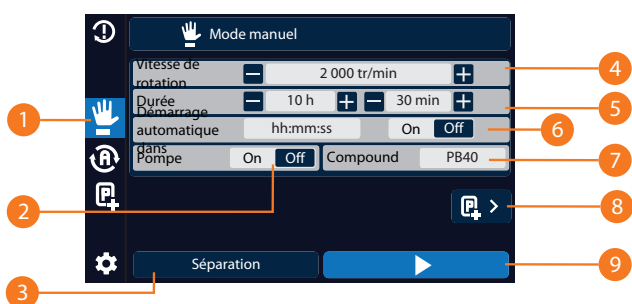 Mode manuel
Vitesse de
rotation
2 000 tr/min
Durée
10 h
30 min
Démarrage
automatique
dans
hh:mm:ss
On Off
Pompe
On Off
Compound
PB40
Séparation
1
2
3
4
5
6
7
8
9